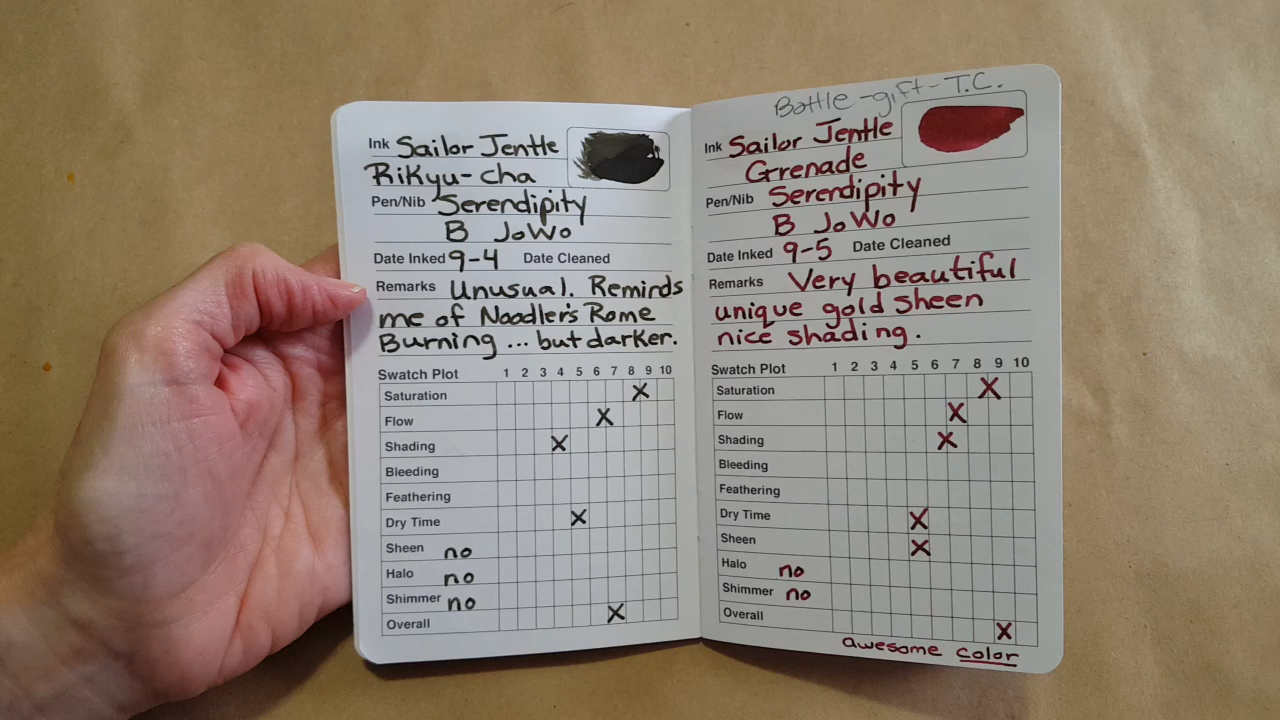 Ink Sailor Jentle
Rikyu-cha
Pen/Nib Serendipity
B JoWo
Date Inked 9-4 Date Cleaned
Remarks Unusual. Reminds
me of Noodler's Rome
Burning ... but darker.
Swatch Plot 1 2 3 4 5 6 7 8 9 10
Saturation X
Flow X
Shading X
Bleeding
Feathering
Dry Time X
Sheen no
Halo no
Shimmer no
Overall X
Bottle-gift-T.C.
Ink Sailor Jentle
Grenade
Pen/Nib Serendipity
B JoWo
Date Inked 9-5 Date Cleaned
Remarks Very beautiful
unique gold sheen
nice shading.
Swatch Plot 1 2 3 4 5 6 7 8 9 10
Saturation X
Flow X
Shading X
Bleeding
Feathering
Dry Time X
Sheen X
Halo no
Shimmer no
Overall X
awesome color